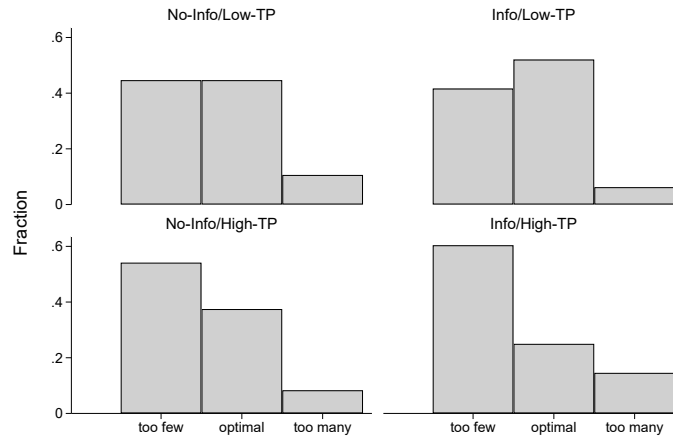 No-Info/Low-TP
Info/Low-TP
.6
.4
.2
0
No-Info/High-TP
Info/High-TP
.6
.4
.2
0
Fraction
too few
optimal
too many
too few
optimal
too many